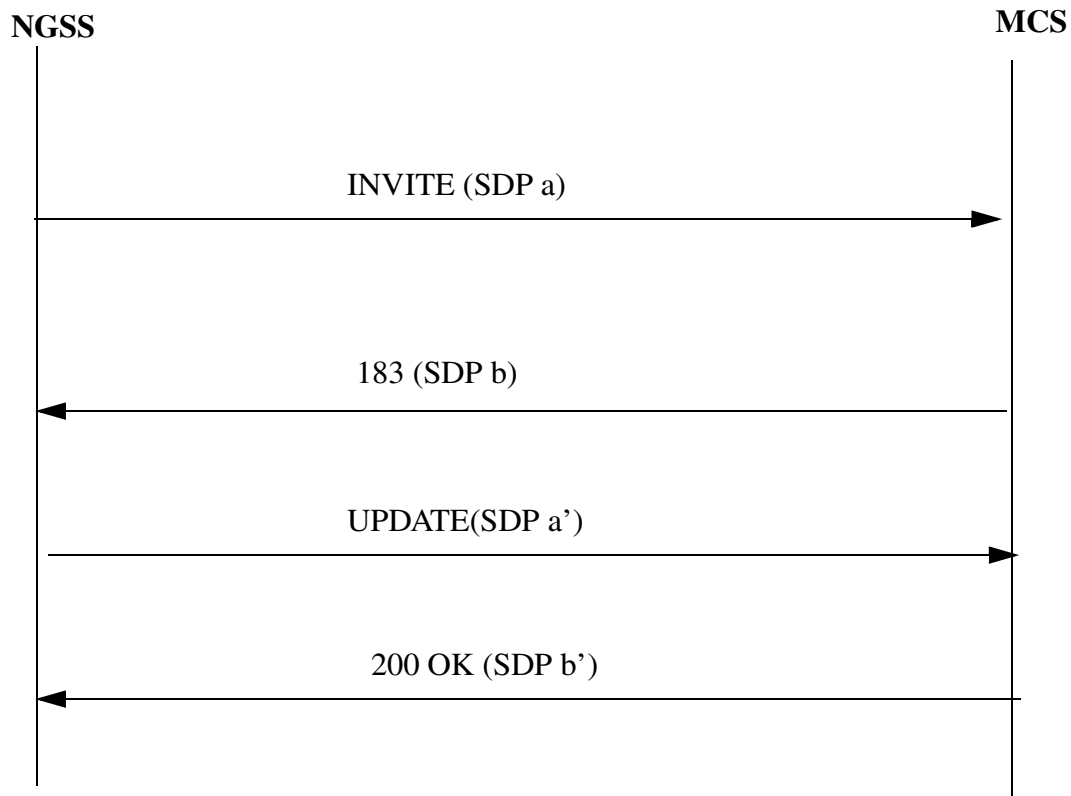 NGSS
MCS
INVITE (SDP a)
183 (SDP b)
UPDATE(SDP a’)
200 OK (SDP b’)